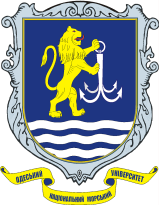 ОДЕСЬКИЙ
НАЦІОНАЛЬНИЙ МОРСЬКИЙ
УНІВЕРСИТЕТ